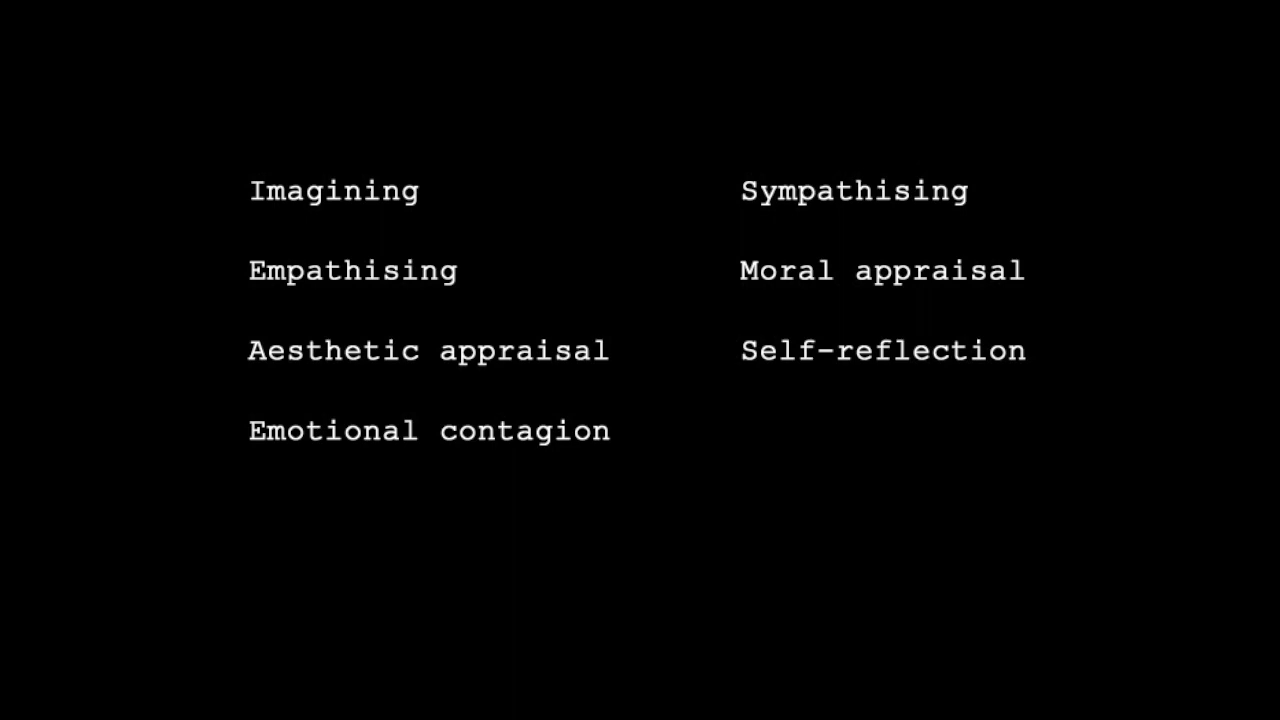 Imagining
Empathising
Aesthetic appraisal
Emotional contagion
Sympathising
Moral appraisal
Self-reflection